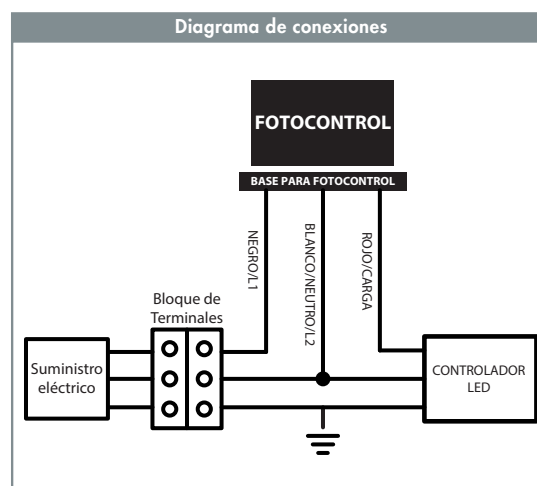 Diagrama de conexiones
FOTOCONTROL
BASE PARA FOTOCONTROL
NEGRO/L1
BLANCO/NEUTRO/L2
ROJO/CARGA
Bloque de
Terminales
Suministro
eléctrico
CONTROLADOR
LED